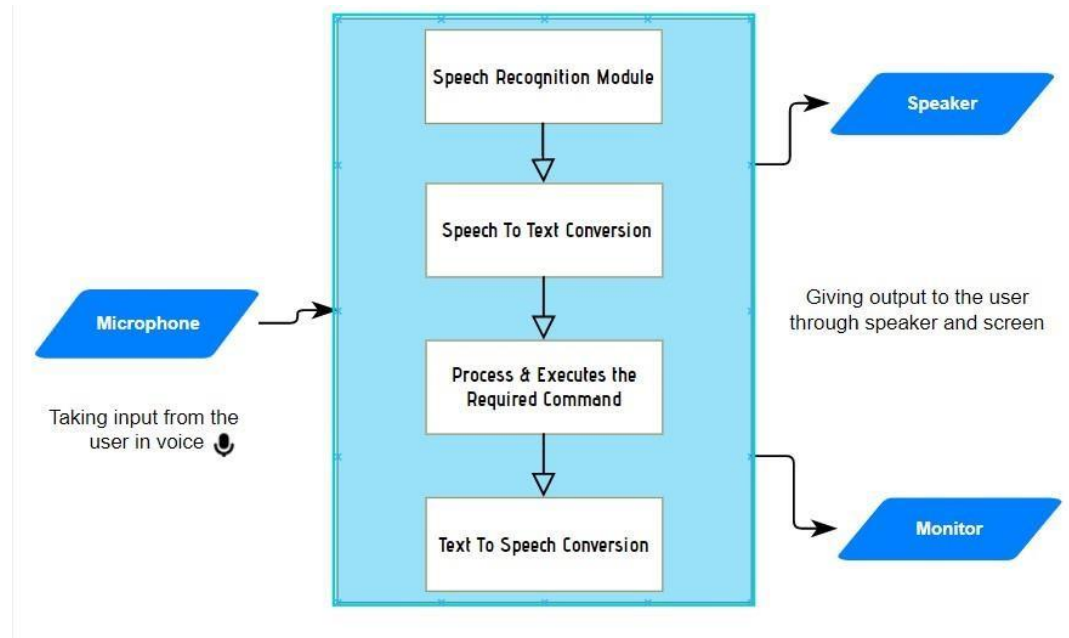 Speech Recognition Module
Speaker
Speech To Text Conversion
Microphone
Taking input from the
user in voice
Process & Executes the
Required Command
Giving output to the user
through speaker and screen
Text To Speech Conversion
Monitor